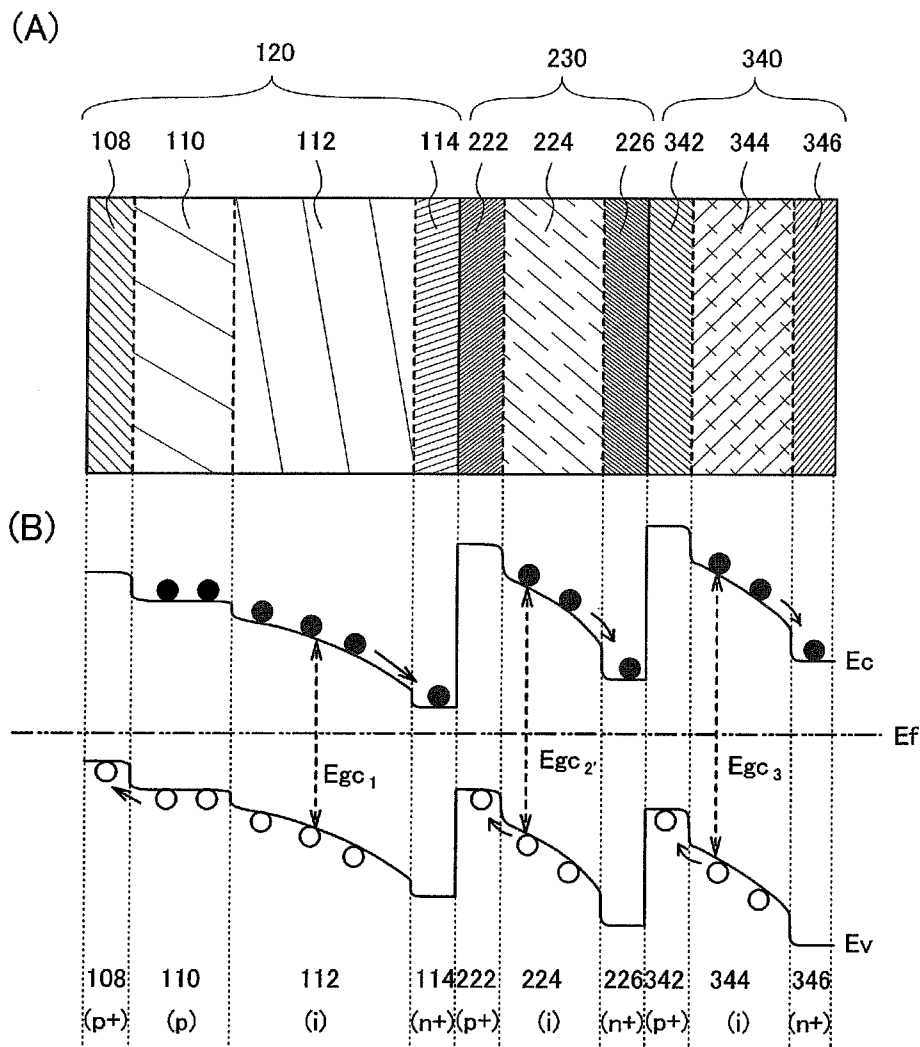 (A)
120 230 340
108 110 112 114 222 224 226 342 344 346
(B)
Ec
Ef
Egc1 Egc2' Egc3
Ev
108 110 112 114 222 224 226 342 344 346
(p+) (p) (i) (n+) (p+) (i) (n+) (p+) (i) (n+)